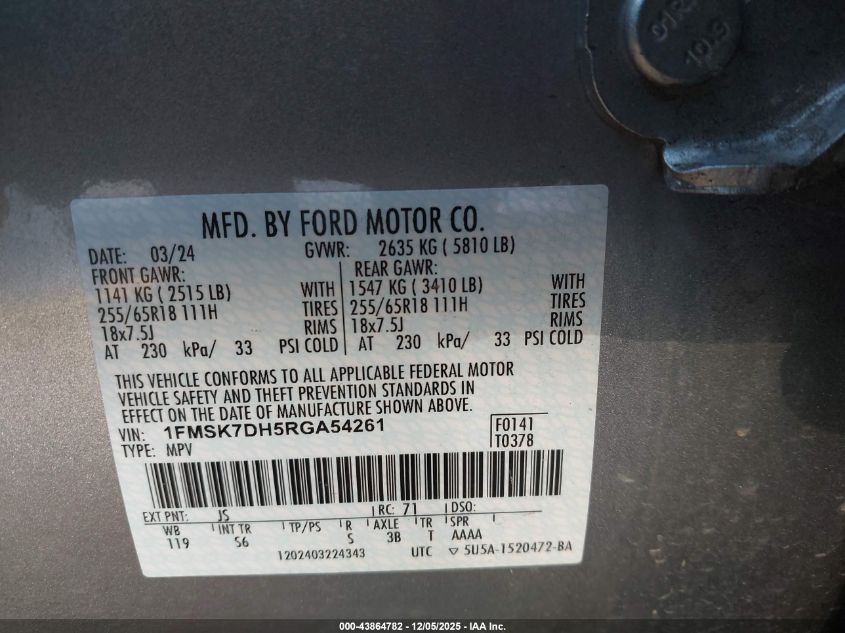 10.9
MFD. BY FORD MOTOR CO.
DATE: 03/24 GVWR: 2635 KG ( 5810 LB)
FRONT GAWR: REAR GAWR:
1141 KG ( 2515 LB) WITH 1547 KG ( 3410 LB) WITH
255/65R18 111H TIRES 255/65R18 111H TIRES
18x7.5J RIMS 18x7.5J RIMS
AT 230 kPa/ 33 PSI COLD AT 230 kPa/ 33 PSI COLD
THIS VEHICLE CONFORMS TO ALL APPLICABLE FEDERAL MOTOR
VEHICLE SAFETY AND THEFT PREVENTION STANDARDS IN
EFFECT ON THE DATE OF MANUFACTURE SHOWN ABOVE.
VIN: 1FMSK7DH5RGA54261 F0141
TYPE: MPV T0378
EXT PNT: JS RC: 71 DSO:
WB INT TR TP/PS R AXLE TR SPR
119 S6 S 3B T AAAA
1202403224343 UTC ▽ 5U5A-1520472-BA
000-43864782 - 12/05/2025 - IAA Inc.